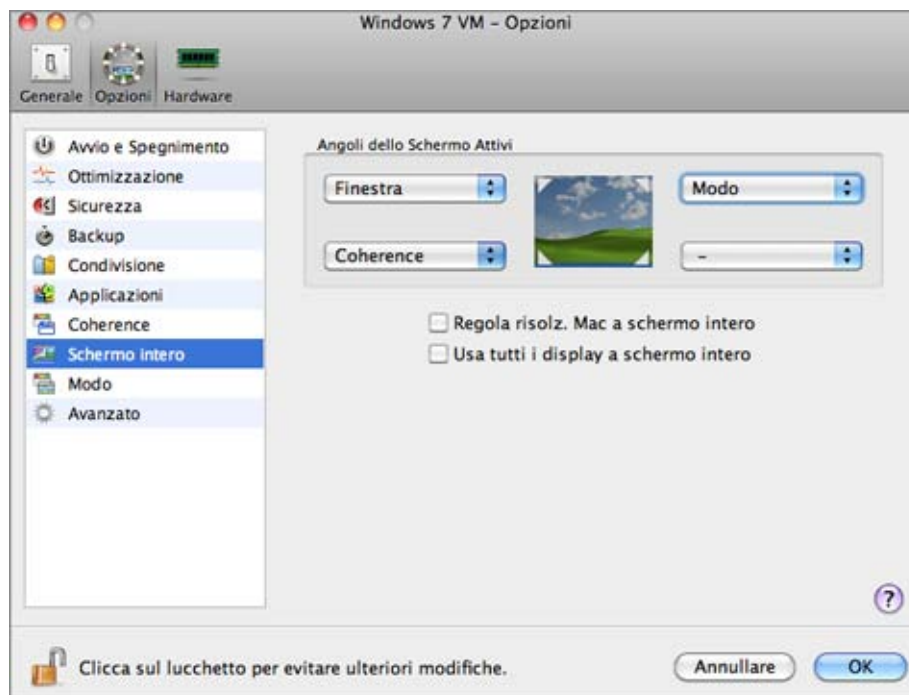 Windows 7 VM – Opzioni
Generale Opzioni Hardware
Avvio e Spegnimento
Ottimizzazione
Sicurezza
Backup
Condivisione
Applicazioni
Coherence
Schermo intero
Modo
Avanzato
Angoli dello Schermo Attivi
Finestra
Modo
Coherence
–
Regola risolz. Mac a schermo intero
Usa tutti i display a schermo intero
?
Clicca sul lucchetto per evitare ulteriori modifiche.
Annullare
OK